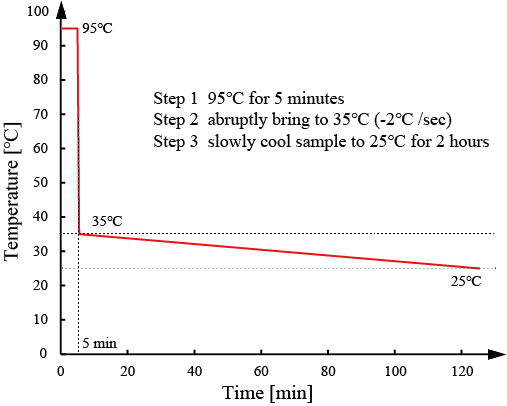 100
90
80
70
60
50
40
30
20
10
0
Temperature [°C]
95℃
Step 1 95℃ for 5 minutes
Step 2 abruptly bring to 35℃ (-2℃ /sec)
Step 3 slowly cool sample to 25℃ for 2 hours
35℃
25℃
5 min
0 20 40 60 80 100 120
Time [min]